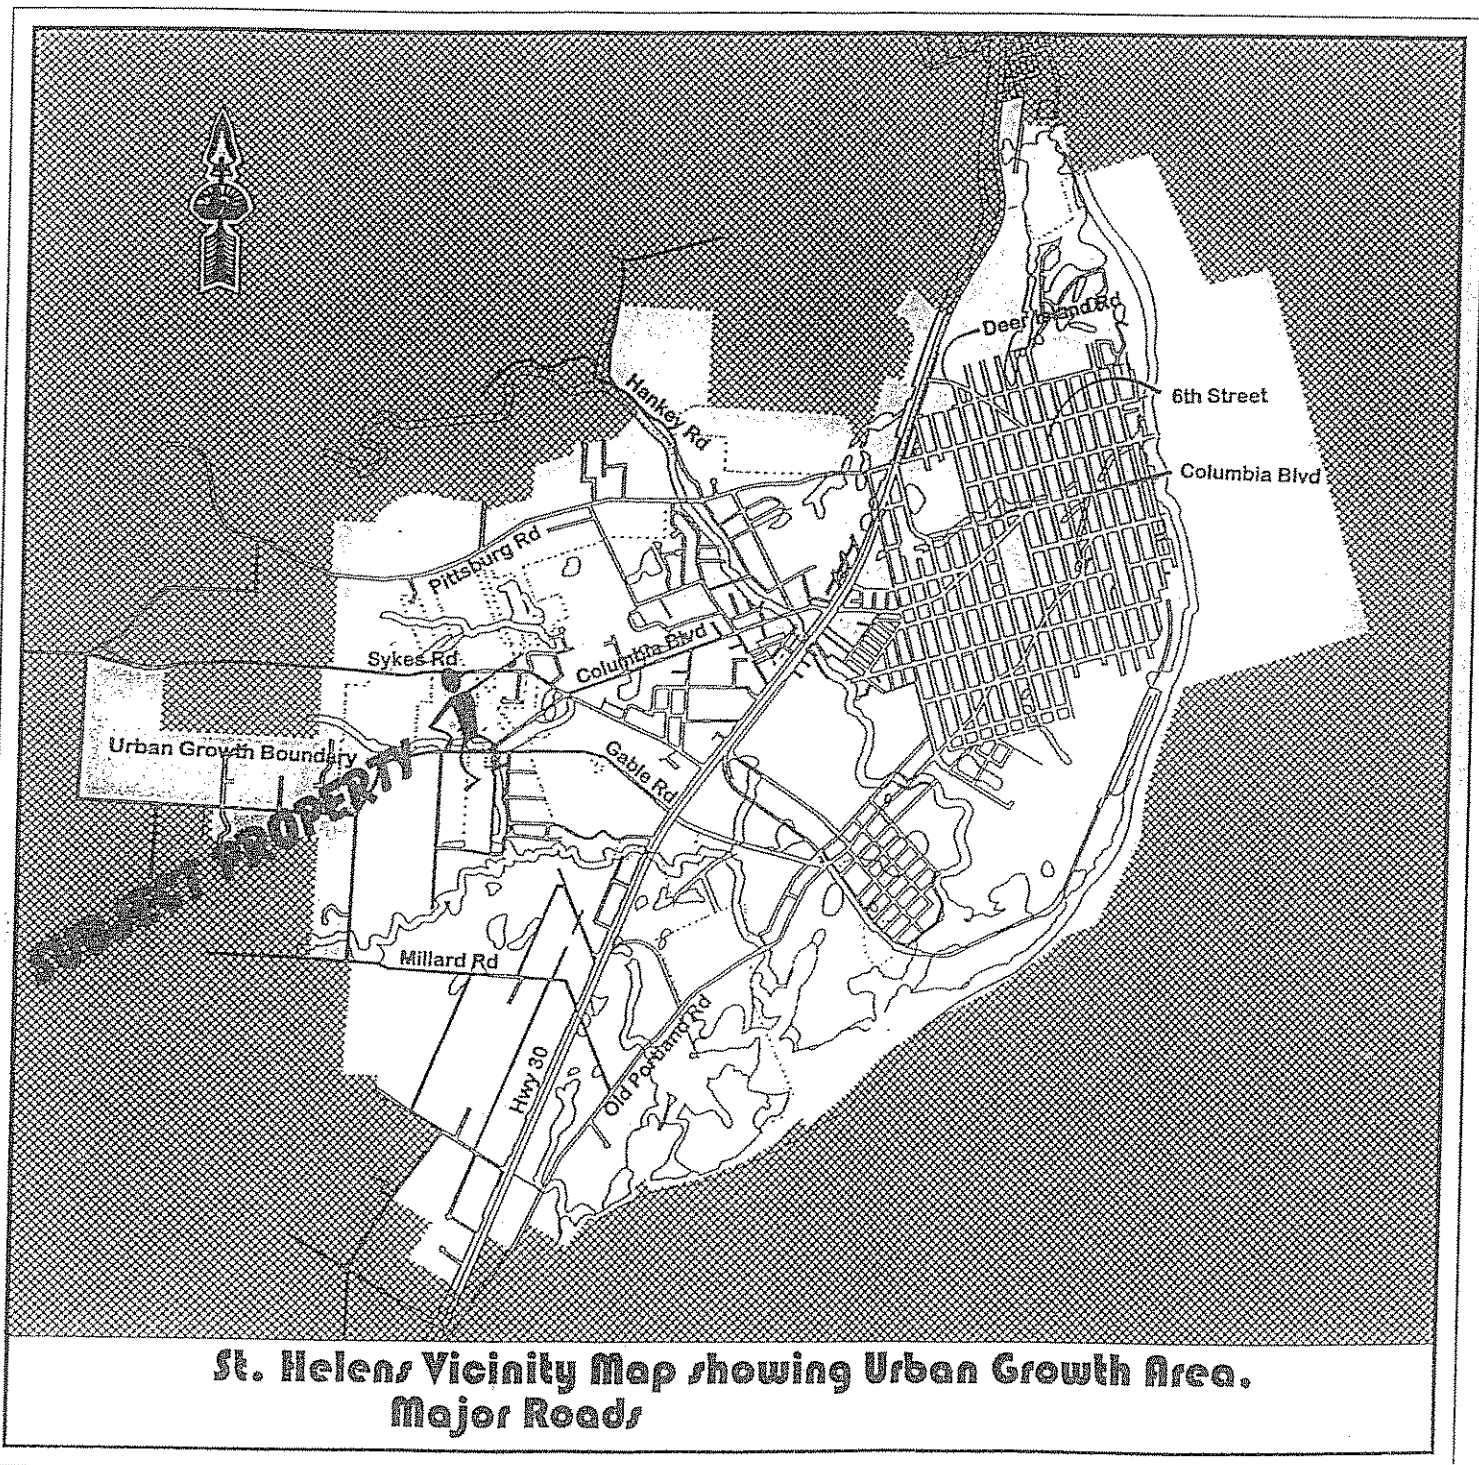 Deer Island Rd
6th Street
Hankey Rd
Columbia Blvd
Pittsburg Rd
Columbia Blvd
Sykes Rd.
Urban Growth Boundary
Gable Rd
PROPERTY
Millard Rd
Old Portland Rd
Hwy 30
St. Helens Vicinity Map showing Urban Growth Area,
Major Roads